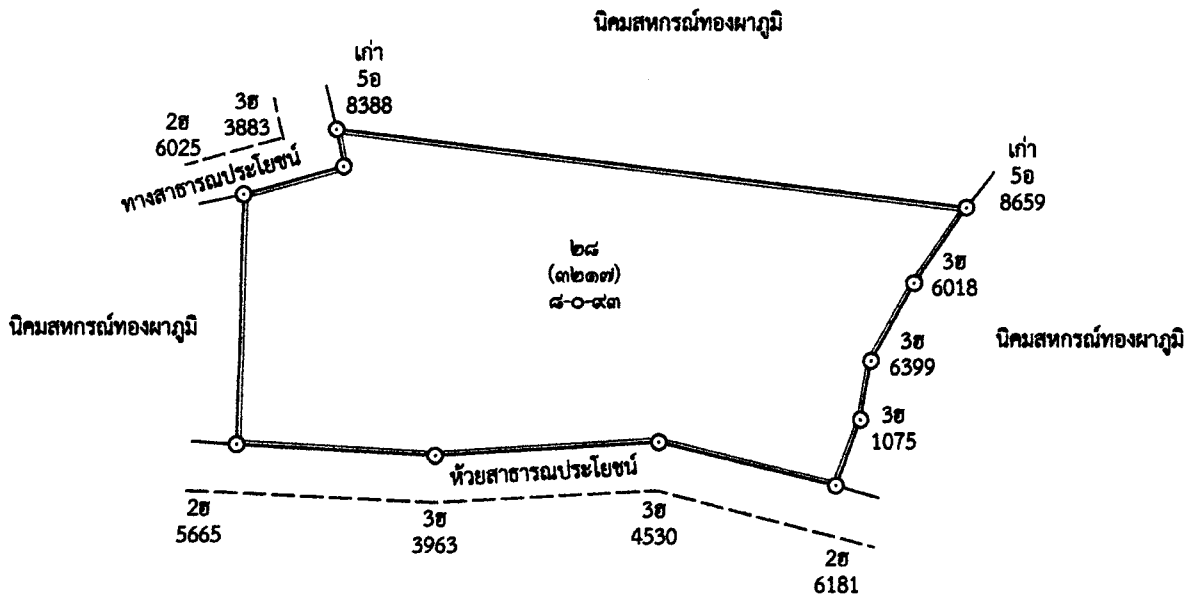 นิคมสหกรณ์ทองผาภูมิ
เก่า
5อ
8388
3ฮ
3883
2ฮ
6025
ทางสาธารณประโยชน์
เก่า
5อ
8659
๒๘
(๓๒๑๗)
๘-๐-๙๓
3ฮ
6018
นิคมสหกรณ์ทองผาภูมิ
นิคมสหกรณ์ทองผาภูมิ
3ฮ
6399
3ฮ
1075
ห้วยสาธารณประโยชน์
2ฮ
5665
3ฮ
3963
3ฮ
4530
2ฮ
6181